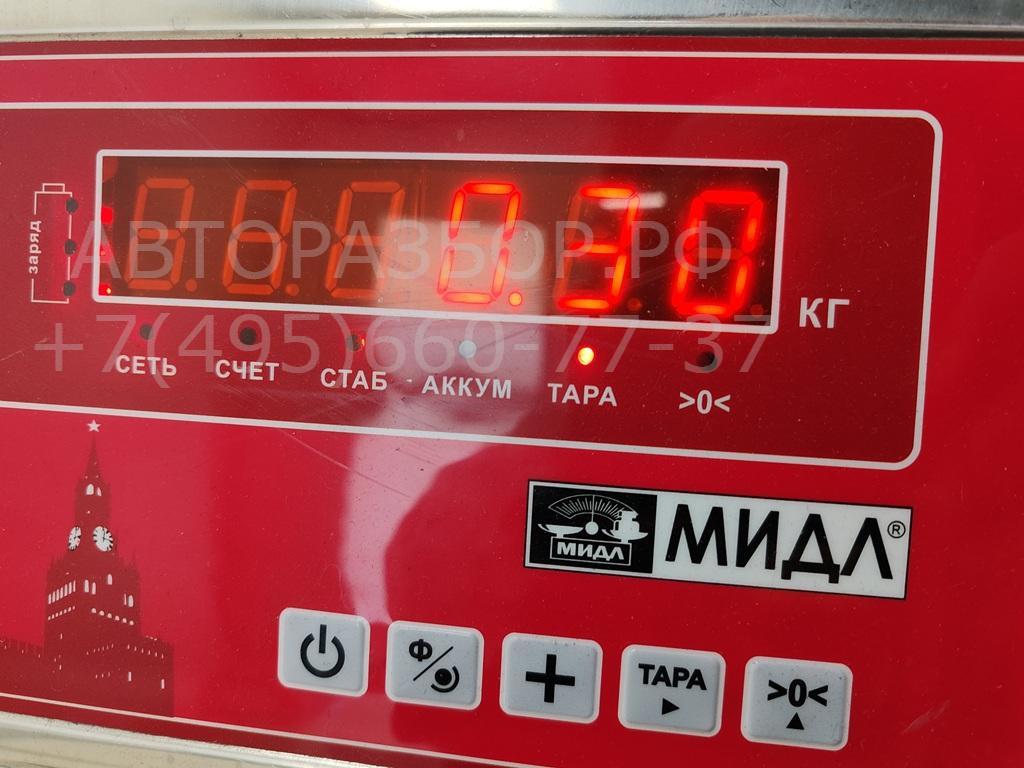 заряд
0.30
КГ
АВТОРАЗБОР.РФ
+7(495)660-77-37
СЕТЬ СЧЕТ СТАБ АККУМ ТАРА >0<
МИДЛ МИДЛ®
Ф ТАРА >0<